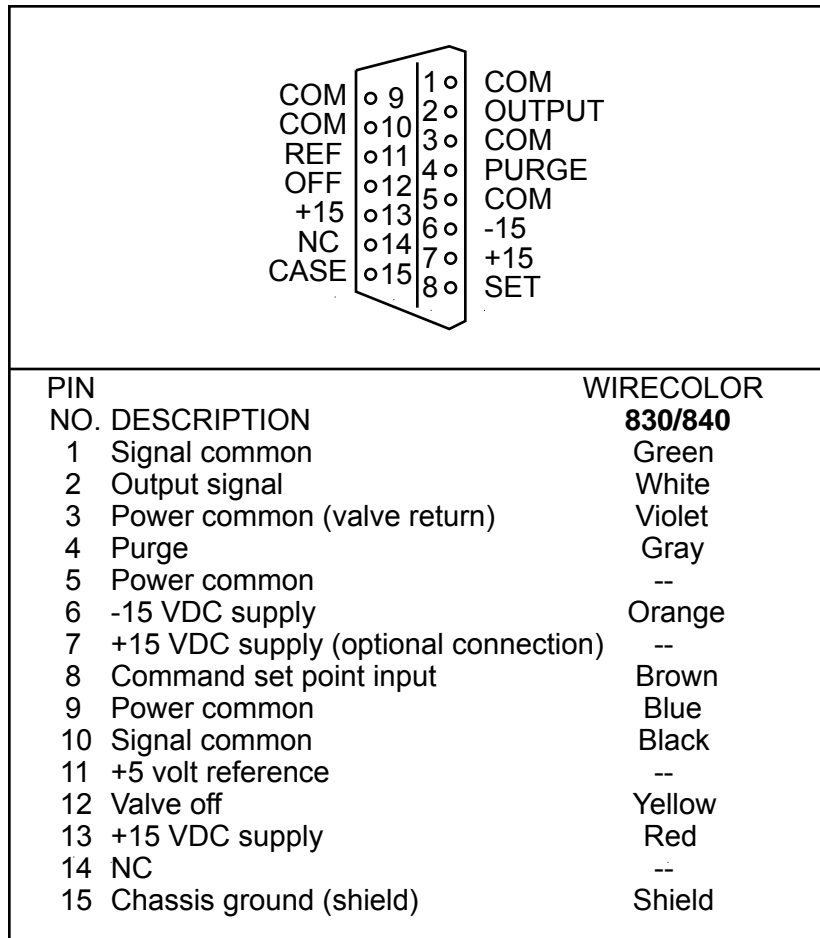 COM 9 1 COM
COM 10 2 OUTPUT
REF 11 3 COM
OFF 12 4 PURGE
+15 13 5 COM
NC 14 6 -15
CASE 15 7 +15
8 SET
PIN WIRECOLOR
NO. DESCRIPTION 830/840
1 Signal common Green
2 Output signal White
3 Power common (valve return) Violet
4 Purge Gray
5 Power common --
6 -15 VDC supply Orange
7 +15 VDC supply (optional connection) --
8 Command set point input Brown
9 Power common Blue
10 Signal common Black
11 +5 volt reference --
12 Valve off Yellow
13 +15 VDC supply Red
14 NC --
15 Chassis ground (shield) Shield